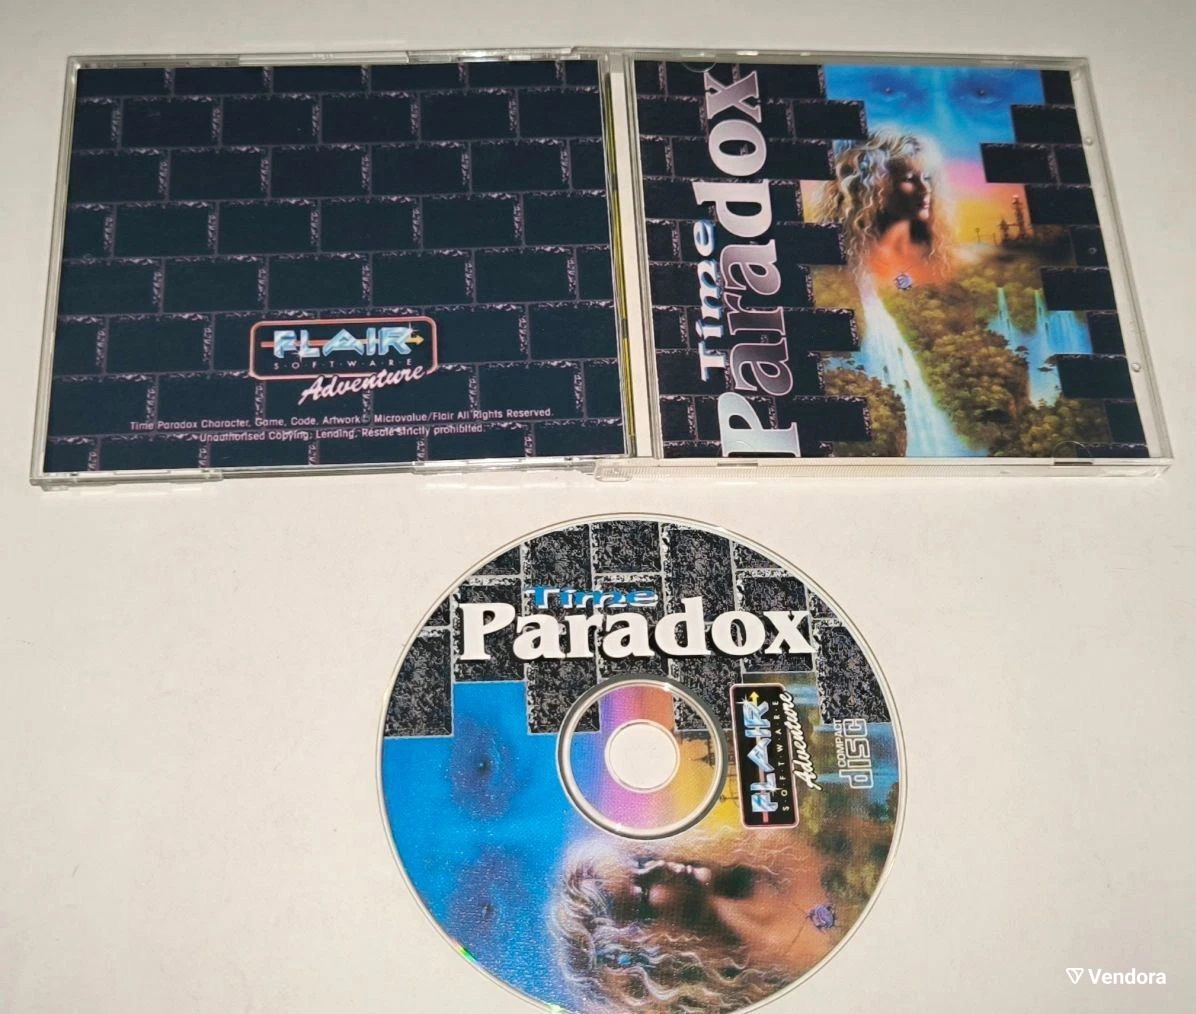 FLAIR
SOFTWARE
Adventure
Time Paradox Character, Game, Code, Artwork © Microvalue/Flair All Rights Reserved.
Unauthorised Copying, Lending, Resale Strictly prohibited.
Time
Paradox
Time
Paradox
FLAIR
SOFTWARE
Adventure
COMPACT
disc
Vendora